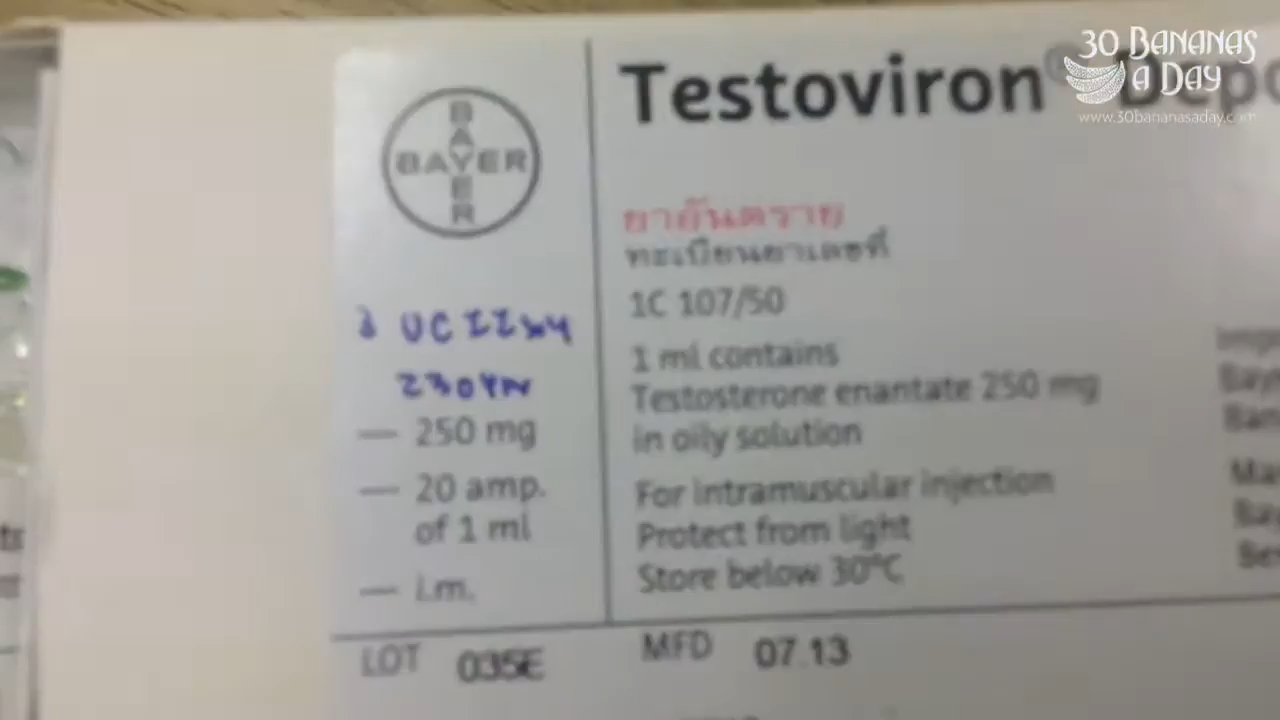 30 BANANAS
A DAY
www.30bananasaday.com
BAYER
BAYER
Testoviron® Depo
ยาอันตราย
ทะเบียนยาเลขที่
1C 107/50
1 ml contains
Testosterone enantate 250 mg
in oily solution
For intramuscular injection
Protect from light
Store below 30°C
— 250 mg
— 20 amp.
of 1 ml
— i.m.
LOT 035E
MFD 07.13